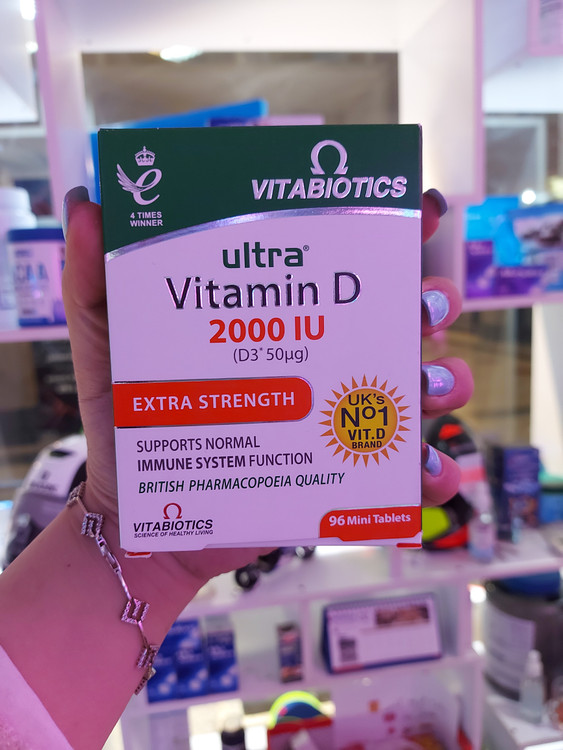 4 TIMES
WINNER
VITABIOTICS
ultra®
Vitamin D
2000 IU
(D3* 50µg)
EXTRA STRENGTH
UK's
Nº1
VIT.D
BRAND
SUPPORTS NORMAL
IMMUNE SYSTEM FUNCTION
BRITISH PHARMACOPOEIA QUALITY
VITABIOTICS
SCIENCE OF HEALTHY LIVING
96 Mini Tablets